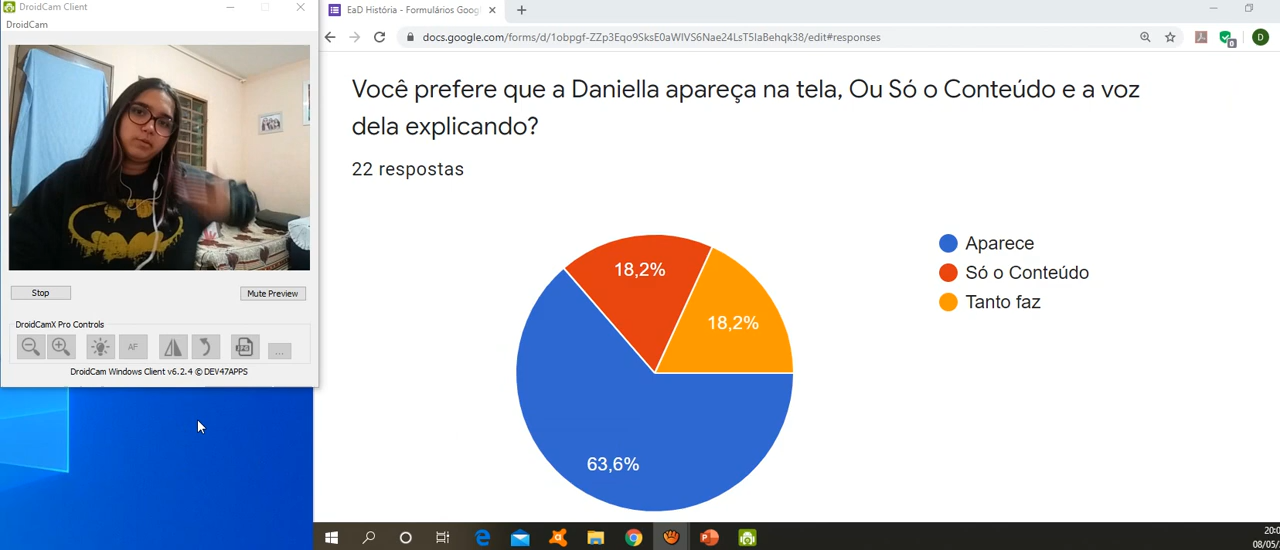 DroidCam Client
DroidCam
Stop
Mute Preview
DroidCamX Pro Controls
AF
...
DroidCam Windows Client v6.2.4 © DEV47APPS
EaD História - Formulários Goog
docs.google.com/forms/d/1obpgf-ZZp3Eqo9SksE0aWIVS6Nae24LsT5IaBehqk38/edit#responses
D
Você prefere que a Daniella apareça na tela, Ou Só o Conteúdo e a voz
dela explicando?
22 respostas
18,2%
18,2%
63,6%
Aparece
Só o Conteúdo
Tanto faz
20:0
08/05/